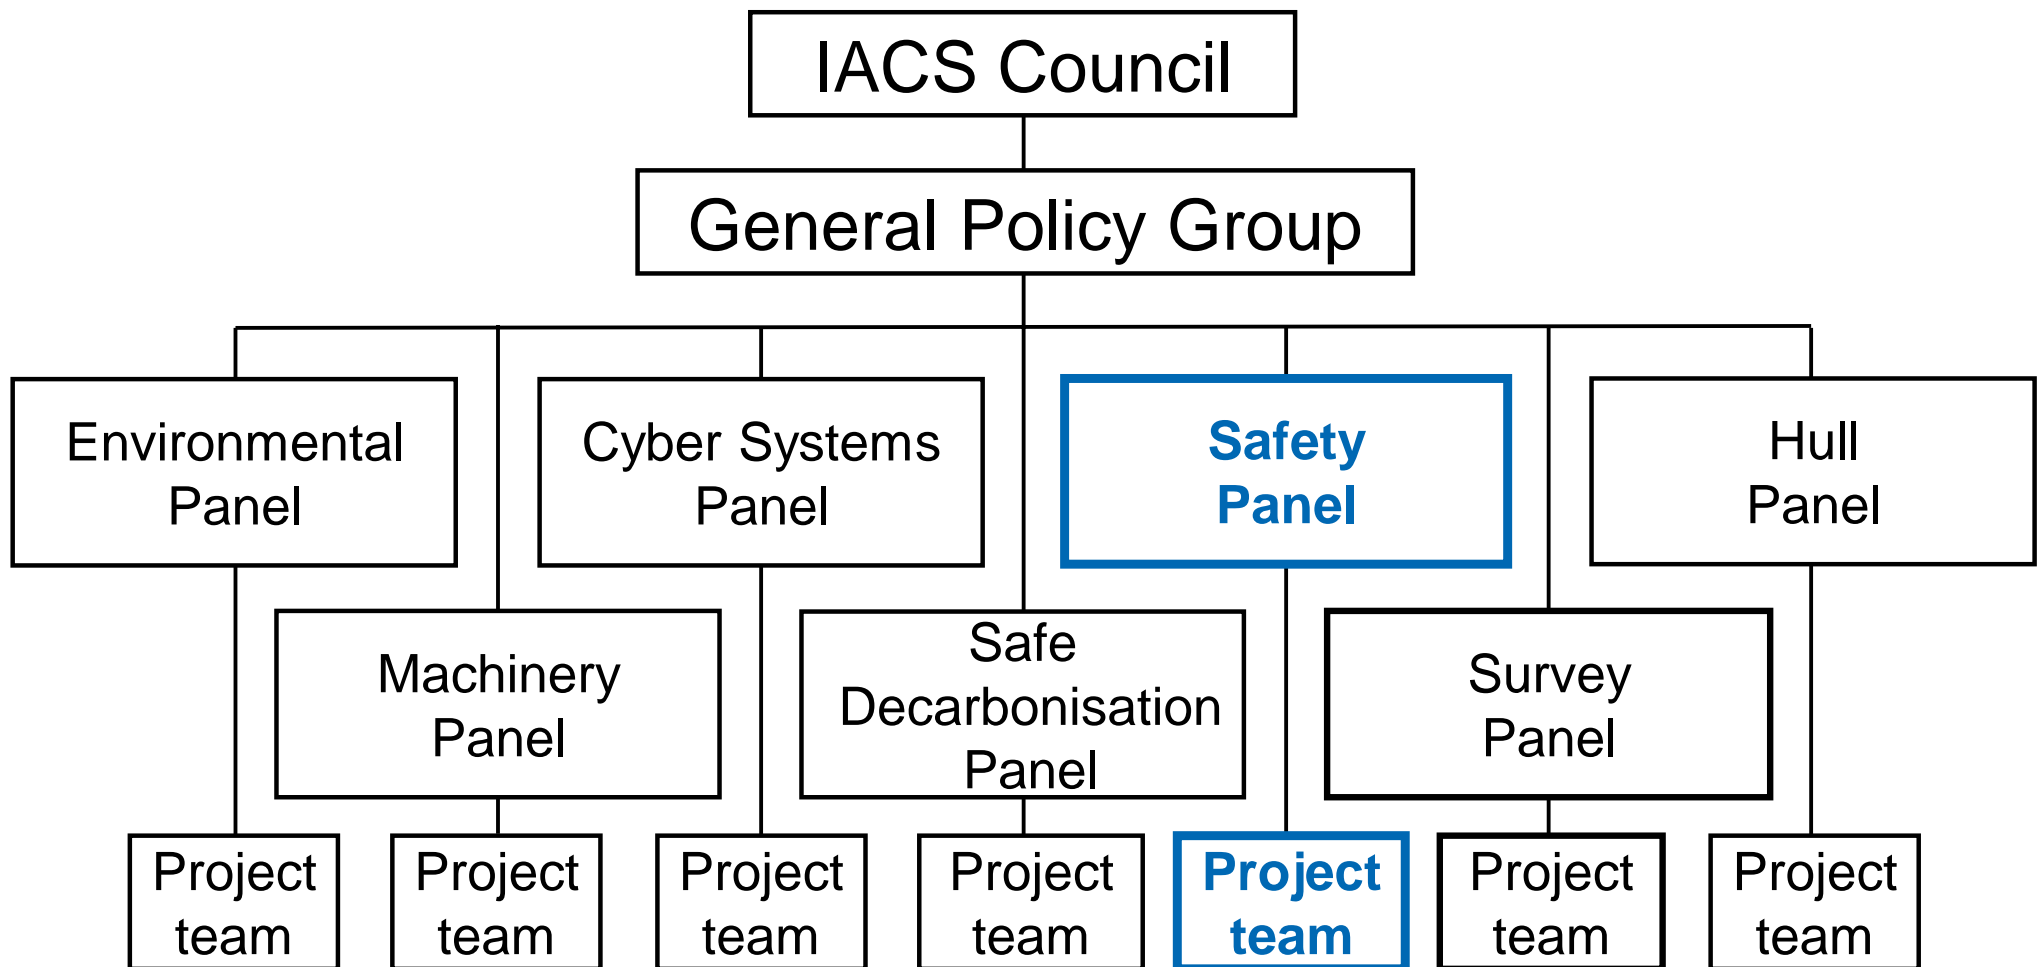 IACS Council
General Policy Group
Environmental
Panel
Cyber Systems
Panel
Safety
Panel
Hull
Panel
Machinery
Panel
Safe
Decarbonisation
Panel
Survey
Panel
Project
team
Project
team
Project
team
Project
team
Project
team
Project
team
Project
team